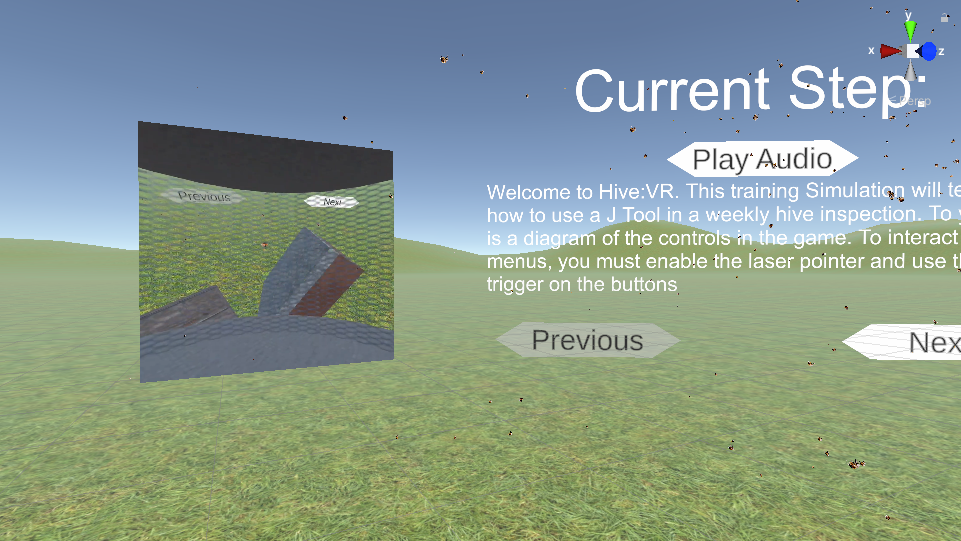 y
x
z
< Persp
Current Step:
Play Audio
Welcome to Hive:VR. This training Simulation will te
how to use a J Tool in a weekly hive inspection. To y
is a diagram of the controls in the game. To interact
menus, you must enable the laser pointer and use th
trigger on the buttons
Previous
Nex
Previous
Next